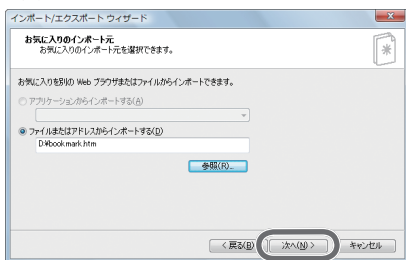 インポート/エクスポート ウィザード
お気に入りのインポート元
お気に入りのインポート元を選択できます。
お気に入りを別の Web ブラウザまたはファイルからインポートできます。
アプリケーションからインポートする(A)
ファイルまたはアドレスからインポートする(D)
D:¥bookmark.htm
参照(R)...
< 戻る(B)
次へ(N) >
キャンセル